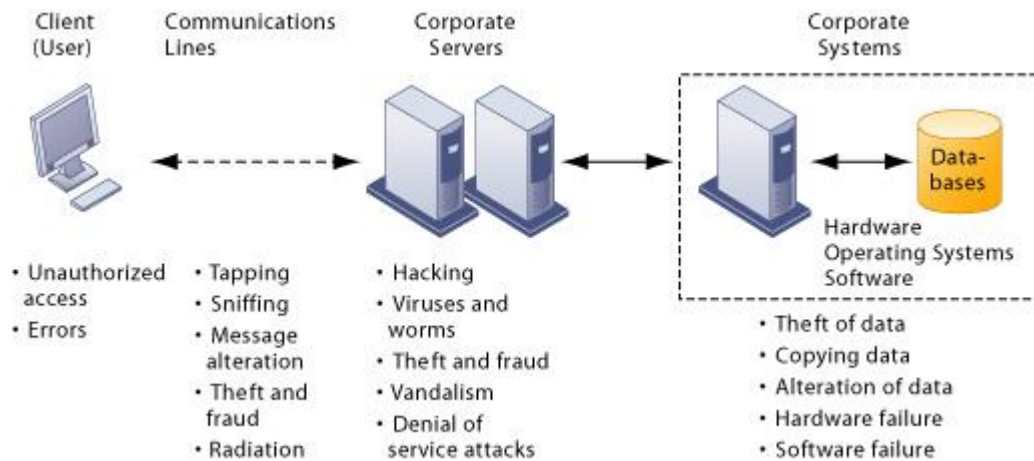 Client
(User)
Communications
Lines
Corporate
Servers
Corporate
Systems
Data-
bases
Hardware
Operating Systems
Software
• Unauthorized
access
• Errors
• Tapping
• Sniffing
• Message
alteration
• Theft and
fraud
• Radiation
• Hacking
• Viruses and
worms
• Theft and fraud
• Vandalism
• Denial of
service attacks
• Theft of data
• Copying data
• Alteration of data
• Hardware failure
• Software failure